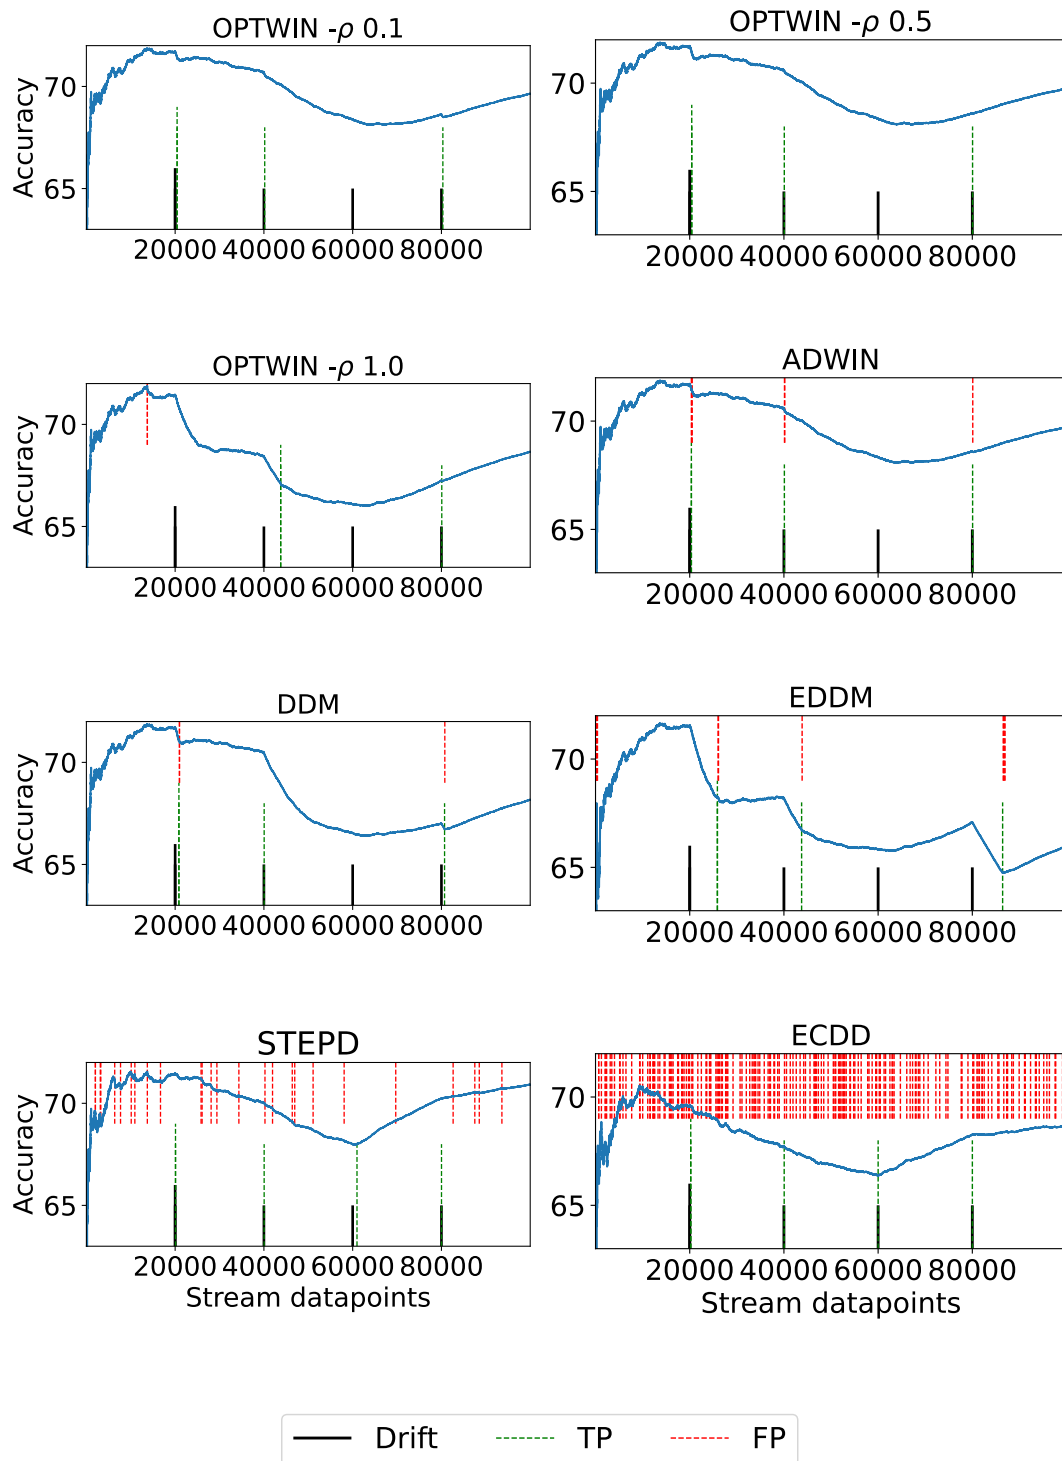 OPTWIN -ρ 0.1
OPTWIN -ρ 0.5
Accuracy
70
65
20000 40000 60000 80000
70
65
20000 40000 60000 80000
OPTWIN -ρ 1.0
ADWIN
Accuracy
70
65
20000 40000 60000 80000
70
65
20000 40000 60000 80000
DDM
EDDM
Accuracy
70
65
20000 40000 60000 80000
70
65
20000 40000 60000 80000
STEPD
ECDD
Accuracy
70
65
20000 40000 60000 80000
Stream datapoints
70
65
20000 40000 60000 80000
Stream datapoints
Drift TP FP